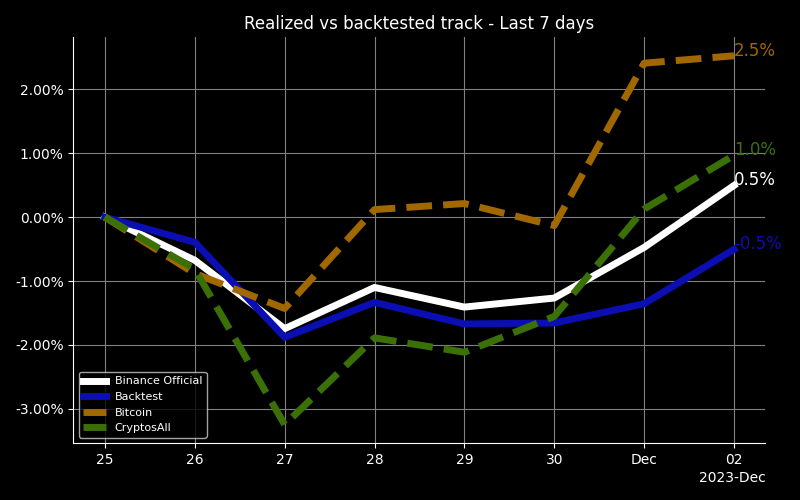 Realized vs backtested track - Last 7 days
2.5%
2.00%
1.00%
1.0%
0.5%
0.00%
-0.5%
-1.00%
-2.00%
-3.00%
Binance Official
Backtest
Bitcoin
CryptosAll
25 26 27 28 29 30 Dec 02
2023-Dec